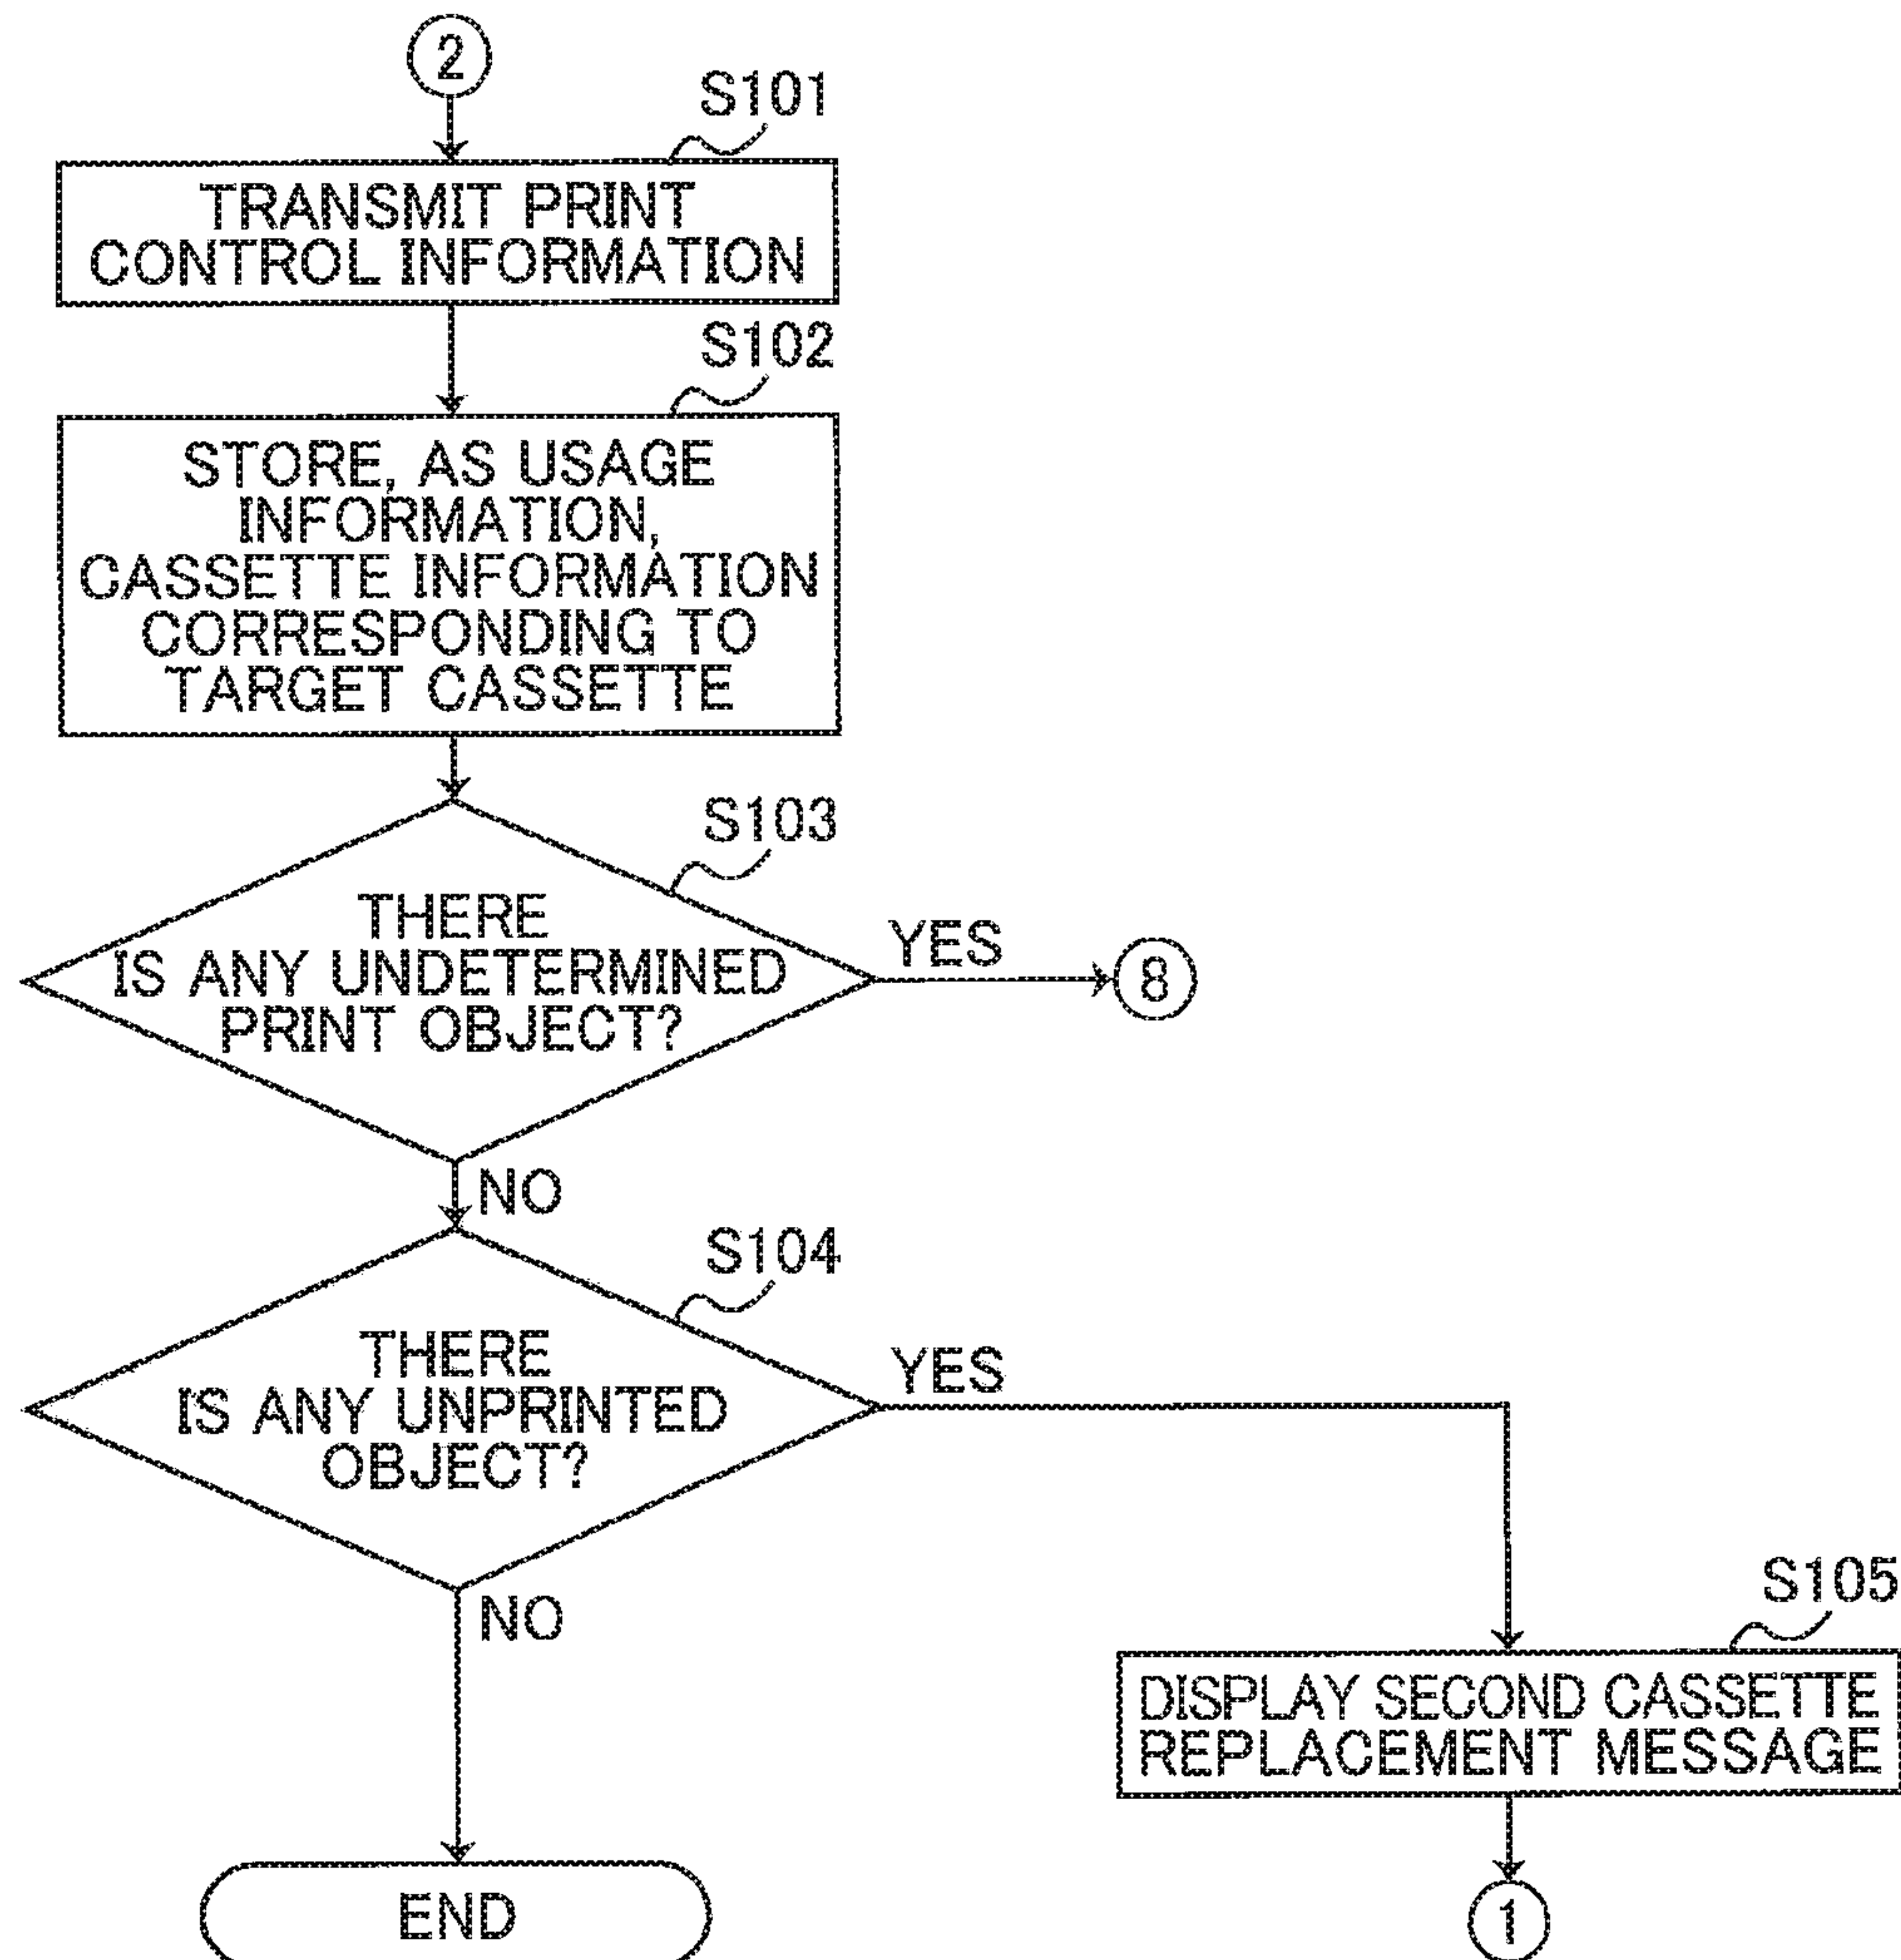 2
S101
TRANSMIT PRINT
CONTROL INFORMATION
S102
STORE, AS USAGE
INFORMATION,
CASSETTE INFORMATION
CORRESPONDING TO
TARGET CASSETTE
S103
THERE
IS ANY UNDETERMINED
PRINT OBJECT?
YES
8
NO
S104
THERE
IS ANY UNPRINTED
OBJECT?
YES
NO
S105
DISPLAY SECOND CASSETTE
REPLACEMENT MESSAGE
END
1